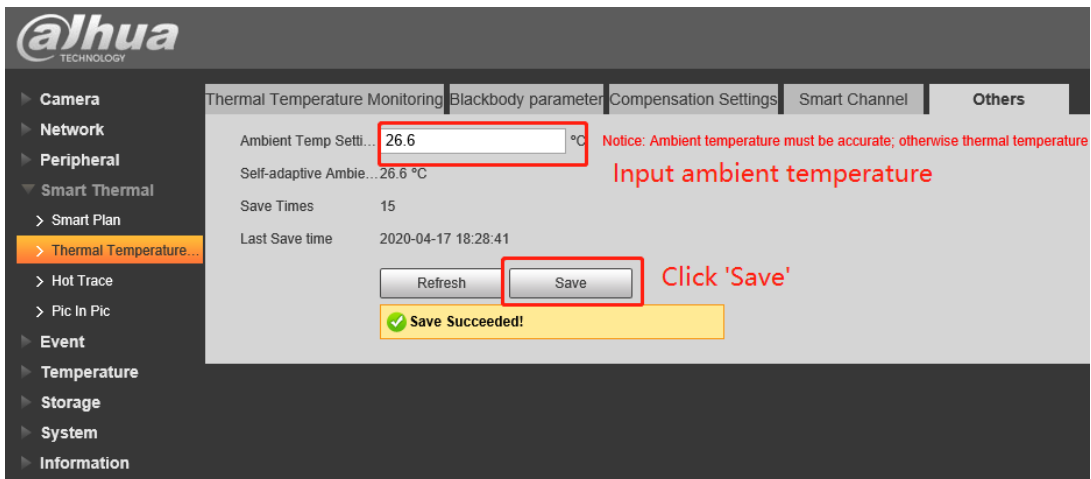 alhua
TECHNOLOGY
Camera
Network
Peripheral
Smart Thermal
Smart Plan
Thermal Temperature...
Hot Trace
Pic In Pic
Event
Temperature
Storage
System
Information
Thermal Temperature Monitoring Blackbody parameter Compensation Settings Smart Channel Others
Ambient Temp Setti... 26.6 °C Notice: Ambient temperature must be accurate; otherwise thermal temperature
Input ambient temperature
Self-adaptive Ambie... 26.6 °C
Save Times 15
Last Save time 2020-04-17 18:28:41
Refresh Save Click 'Save'
Save Succeeded!